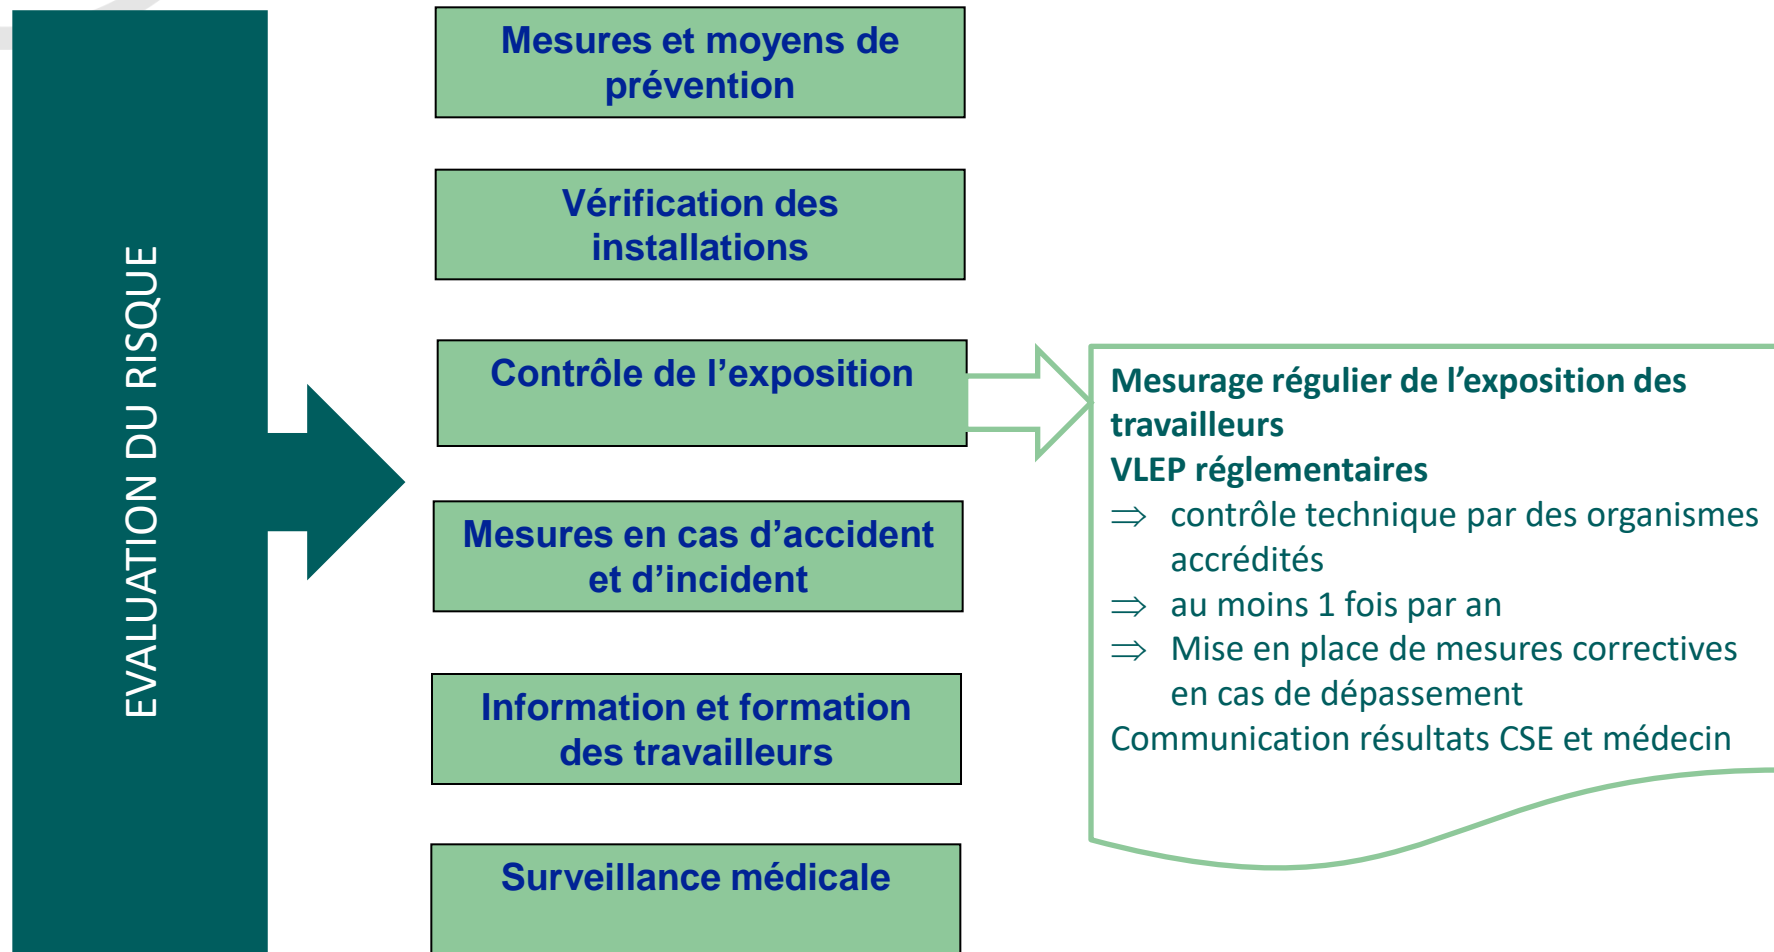 EVALUATION DU RISQUE
Mesures et moyens de
prévention
Vérification des
installations
Contrôle de l’exposition
Mesures en cas d’accident
et d’incident
Information et formation
des travailleurs
Surveillance médicale
Mesurage régulier de l’exposition des
travailleurs
VLEP réglementaires
⇒ contrôle technique par des organismes
accrédités
⇒ au moins 1 fois par an
⇒ Mise en place de mesures correctives
en cas de dépassement
Communication résultats CSE et médecin